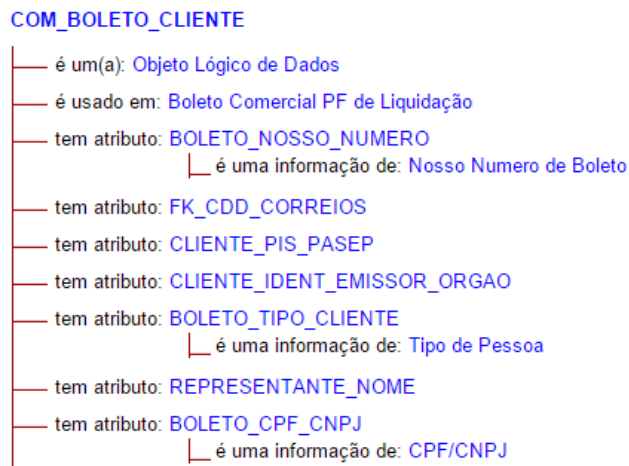 COM_BOLETO_CLIENTE
é um(a): Objeto Lógico de Dados
é usado em: Boleto Comercial PF de Liquidação
tem atributo: BOLETO_NOSSO_NUMERO
é uma informação de: Nosso Numero de Boleto
tem atributo: FK_CDD_CORREIOS
tem atributo: CLIENTE_PIS_PASEP
tem atributo: CLIENTE_IDENT_EMISSOR_ORGAO
tem atributo: BOLETO_TIPO_CLIENTE
é uma informação de: Tipo de Pessoa
tem atributo: REPRESENTANTE_NOME
tem atributo: BOLETO_CPF_CNPJ
é uma informação de: CPF/CNPJ